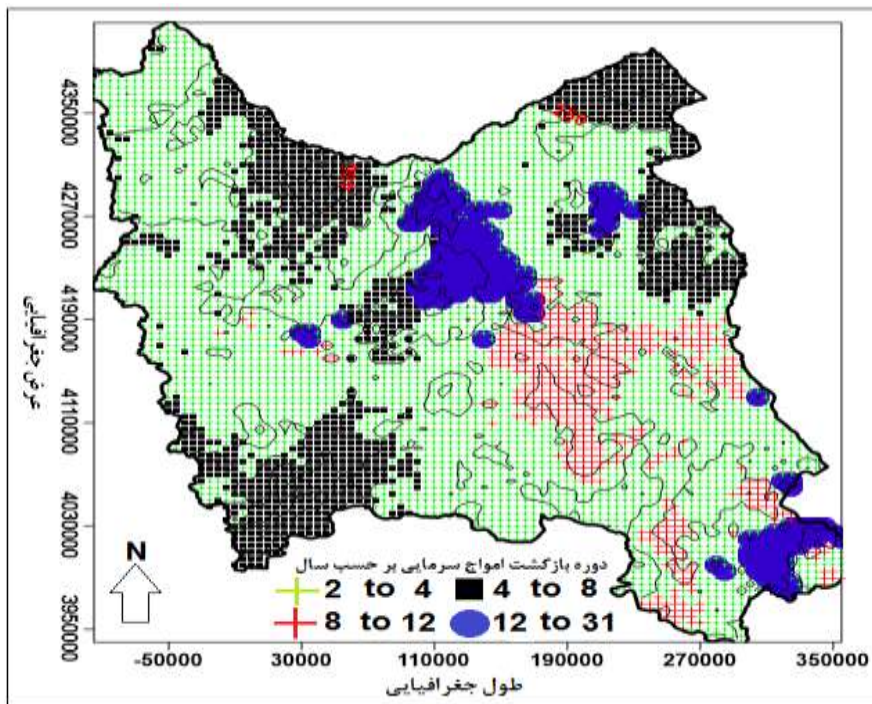 4350000
4270000
4190000
4110000
4030000
3950000
عرض جغرافیایی
N
دوره بازگشت امواج سرمایی بر حسب سال
2 to 4
4 to 8
8 to 12
12 to 31
-50000 30000 110000 190000 270000 350000
طول جغرافیایی